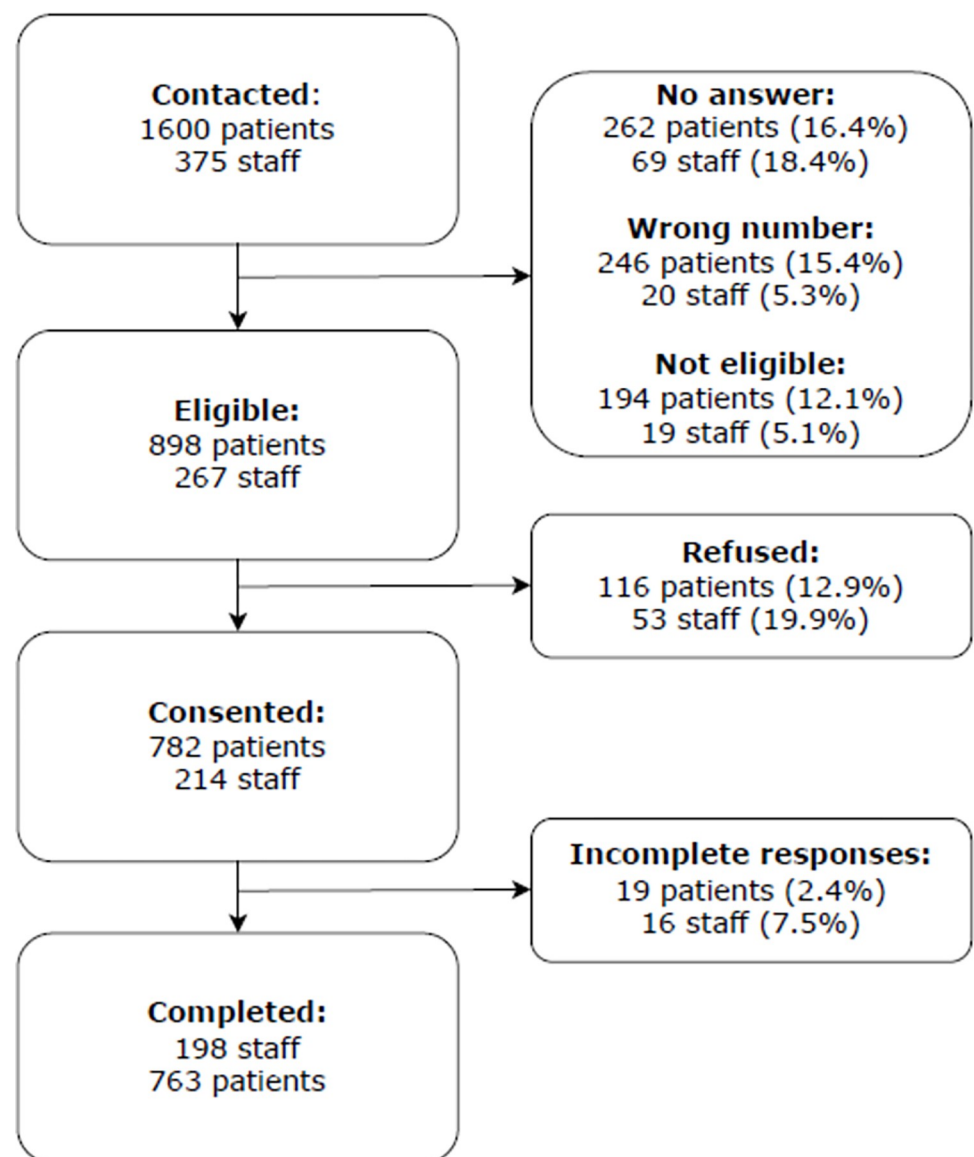 Contacted:
1600 patients
375 staff
No answer:
262 patients (16.4%)
69 staff (18.4%)
Wrong number:
246 patients (15.4%)
20 staff (5.3%)
Not eligible:
194 patients (12.1%)
19 staff (5.1%)
Eligible:
898 patients
267 staff
Refused:
116 patients (12.9%)
53 staff (19.9%)
Consented:
782 patients
214 staff
Incomplete responses:
19 patients (2.4%)
16 staff (7.5%)
Completed:
198 staff
763 patients